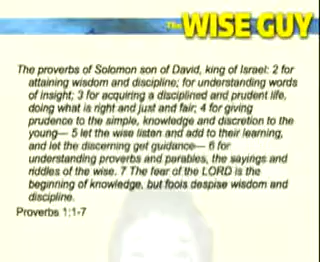 The WISE GUY
The proverbs of Solomon son of David, king of Israel: 2 for
attaining wisdom and discipline; for understanding words
of insight; 3 for acquiring a disciplined and prudent life,
doing what is right and just and fair; 4 for giving
prudence to the simple, knowledge and discretion to the
young— 5 let the wise listen and add to their learning,
and let the discerning get guidance— 6 for
understanding proverbs and parables, the sayings and
riddles of the wise. 7 The fear of the LORD is the
beginning of knowledge, but fools despise wisdom and
discipline.
Proverbs 1:1-7